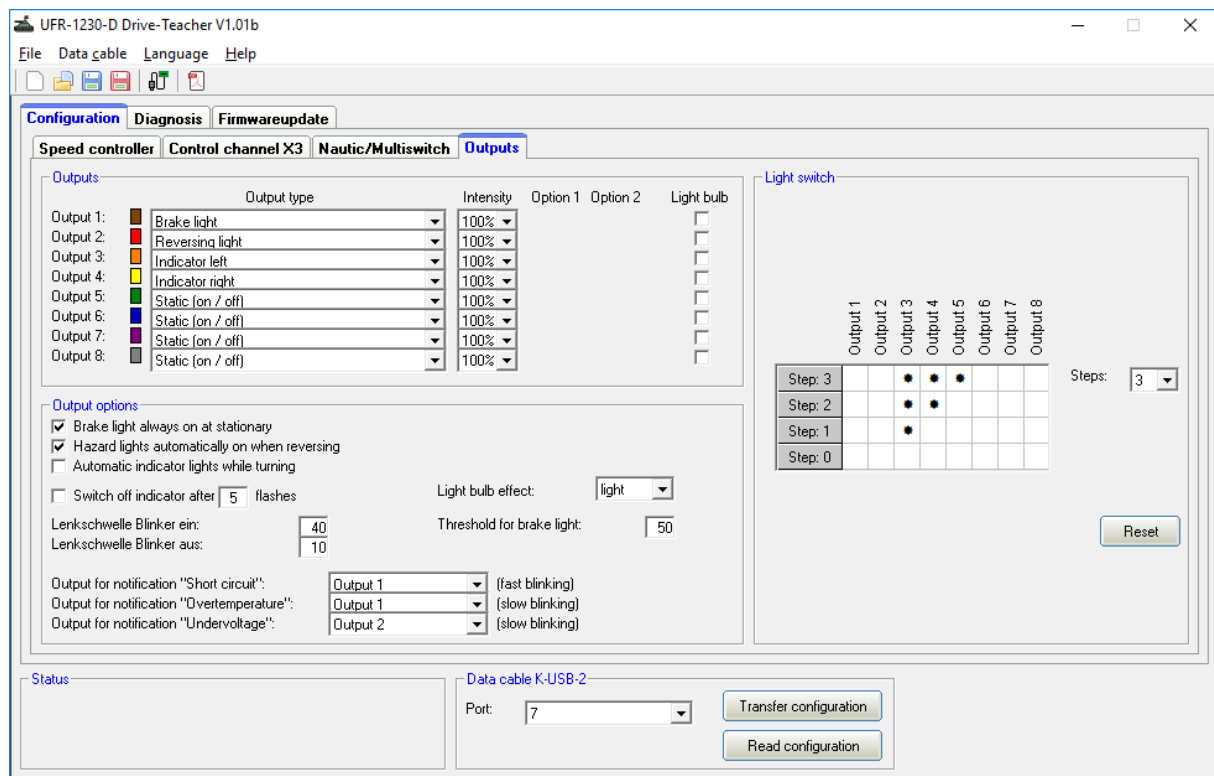 UFR-1230-D Drive-Teacher V1.01b
File Data cable Language Help
Configuration Diagnosis Firmwareupdate
Speed controller Control channel X3 Nautic/Multiswitch Outputs
Outputs
Output type Intensity Option 1 Option 2 Light bulb
Output 1: Brake light 100%
Output 2: Reversing light 100%
Output 3: Indicator left 100%
Output 4: Indicator right 100%
Output 5: Static (on / off) 100%
Output 6: Static (on / off) 100%
Output 7: Static (on / off) 100%
Output 8: Static (on / off) 100%
Output options
Brake light always on at stationary
Hazard lights automatically on when reversing
Automatic indicator lights while turning
Switch off indicator after 5 flashes
Light bulb effect: light
Lenkschwelle Blinker ein: 40
Lenkschwelle Blinker aus: 10
Threshold for brake light: 50
Output for notification "Short circuit": Output 1 (fast blinking)
Output for notification "Overtemperature": Output 1 (slow blinking)
Output for notification "Undervoltage": Output 2 (slow blinking)
Light switch
Output 1 Output 2 Output 3 Output 4 Output 5 Output 6 Output 7 Output 8
Step: 3
Step: 2
Step: 1
Step: 0
Steps: 3
Reset
Status
Data cable K-USB-2
Port: 7
Transfer configuration
Read configuration